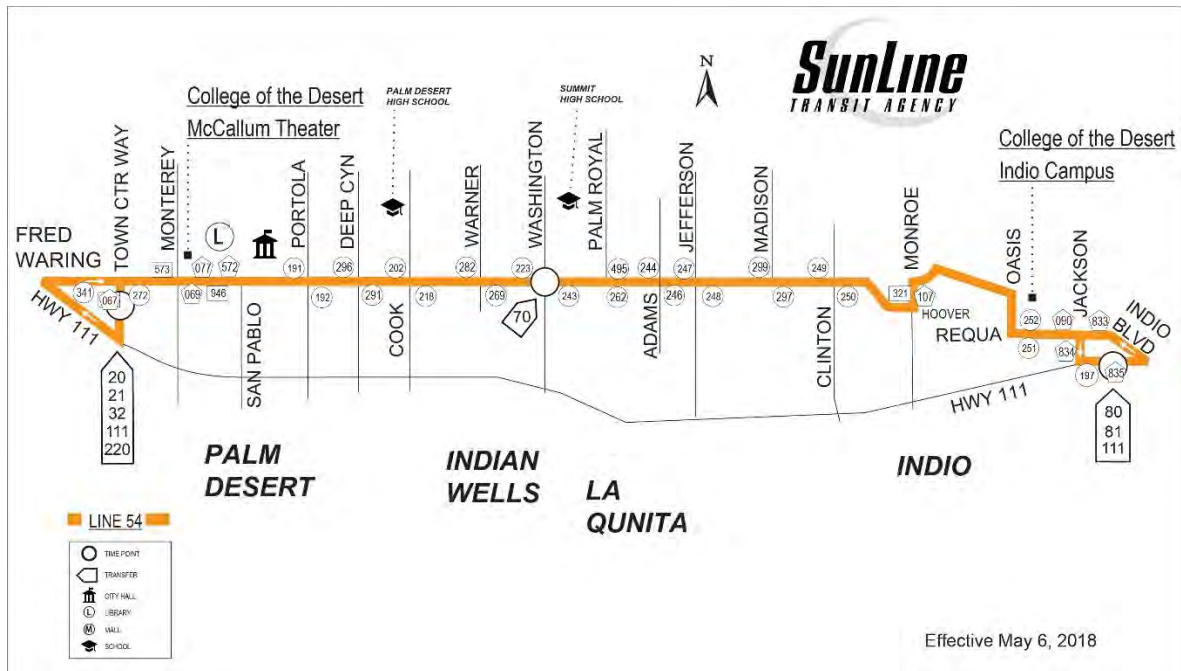 SunLine
TRANSIT AGENCY
N
College of the Desert
McCallum Theater
PALM DESERT
HIGH SCHOOL
SUMMIT
HIGH SCHOOL
College of the Desert
Indio Campus
FRED
WARING
TOWN CTR WAY
MONTEREY
PORTOLA
DEEP CYN
WARNER
WASHINGTON
PALM ROYAL
JEFFERSON
MADISON
MONROE
OASIS
JACKSON
INDIO
BLVD
L
573
077
572
191
296
202
282
223
495
244
247
299
249
321
107
252
090
833
341
067
272
069
946
192
291
218
269
243
262
246
248
297
250
251
834
197
835
HOOVER
REQUA
HWY 111
SAN PABLO
COOK
70
ADAMS
CLINTON
HWY 111
20
21
32
111
220
80
81
111
PALM
DESERT
INDIAN
WELLS
LA
QUNITA
INDIO
LINE 54
TIME POINT
TRANSFER
CITY HALL
L LIBRARY
M MALL
SCHOOL
Effective May 6, 2018